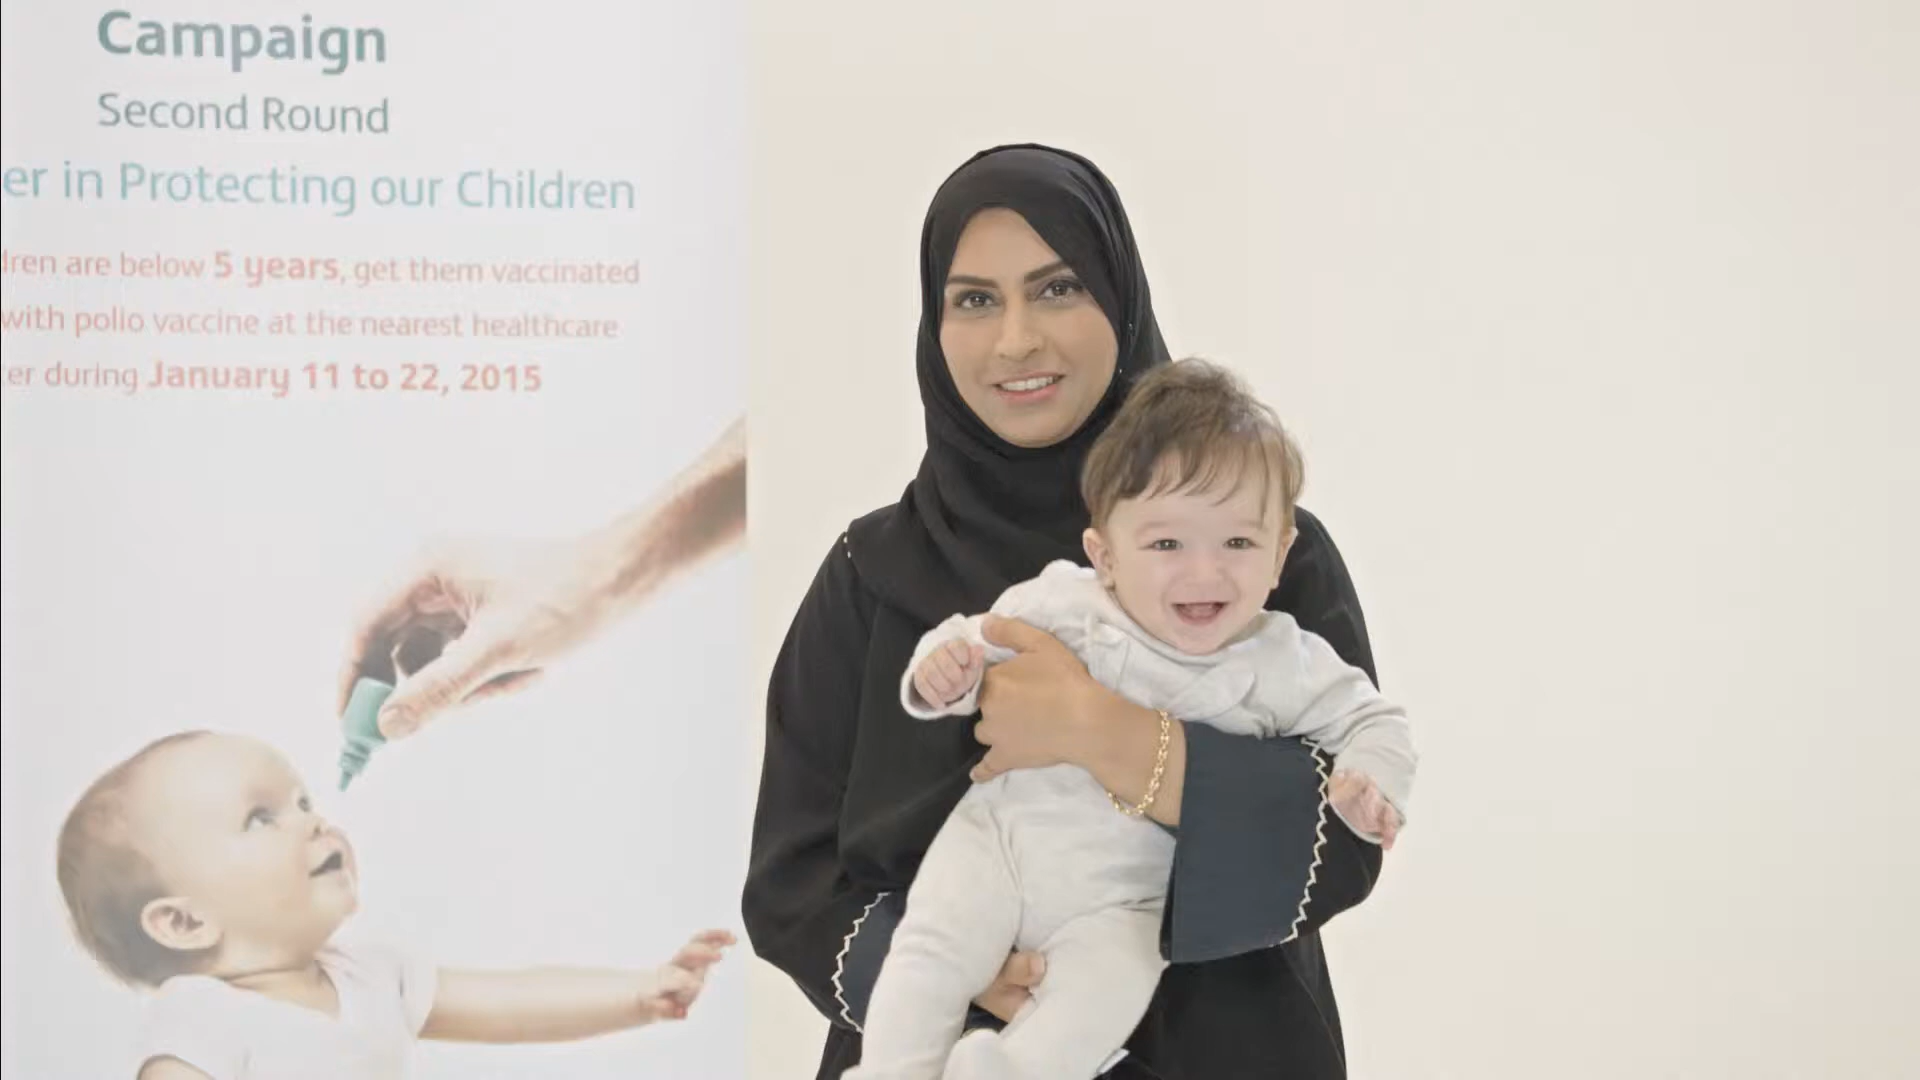 Campaign
Second Round
er in Protecting our Children
dren are below 5 years, get them vaccinated
with polio vaccine at the nearest healthcare
er during January 11 to 22, 2015